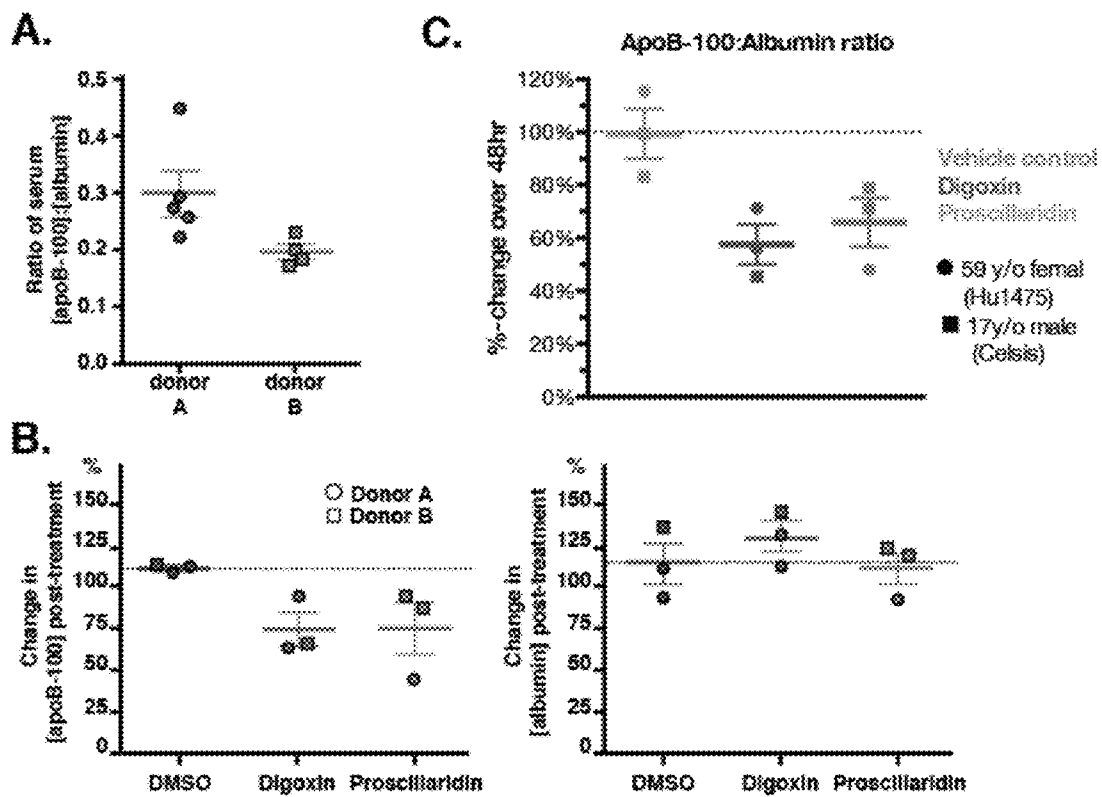 A.
Ratio of serum
[apoB-100]:[albumin]
0.5
0.4
0.3
0.2
0.1
0.0
donor
A
donor
B
C.
ApoB-100:Albumin ratio
%-change over 48hr
120%
100%
80%
60%
40%
20%
0%
Vehicle control
Digoxin
Proscillaridin
59 y/o femal
(Hu1475)
17y/o male
(Celsis)
B.
Change in
[apoB-100] post-treatment
%
150
125
100
75
50
25
0
Donor A
Donor B
DMSO
Digoxin
Proscillaridin
Change in
[albumin] post-treatment
%
150
125
100
75
50
25
0
DMSO
Digoxin
Proscillaridin